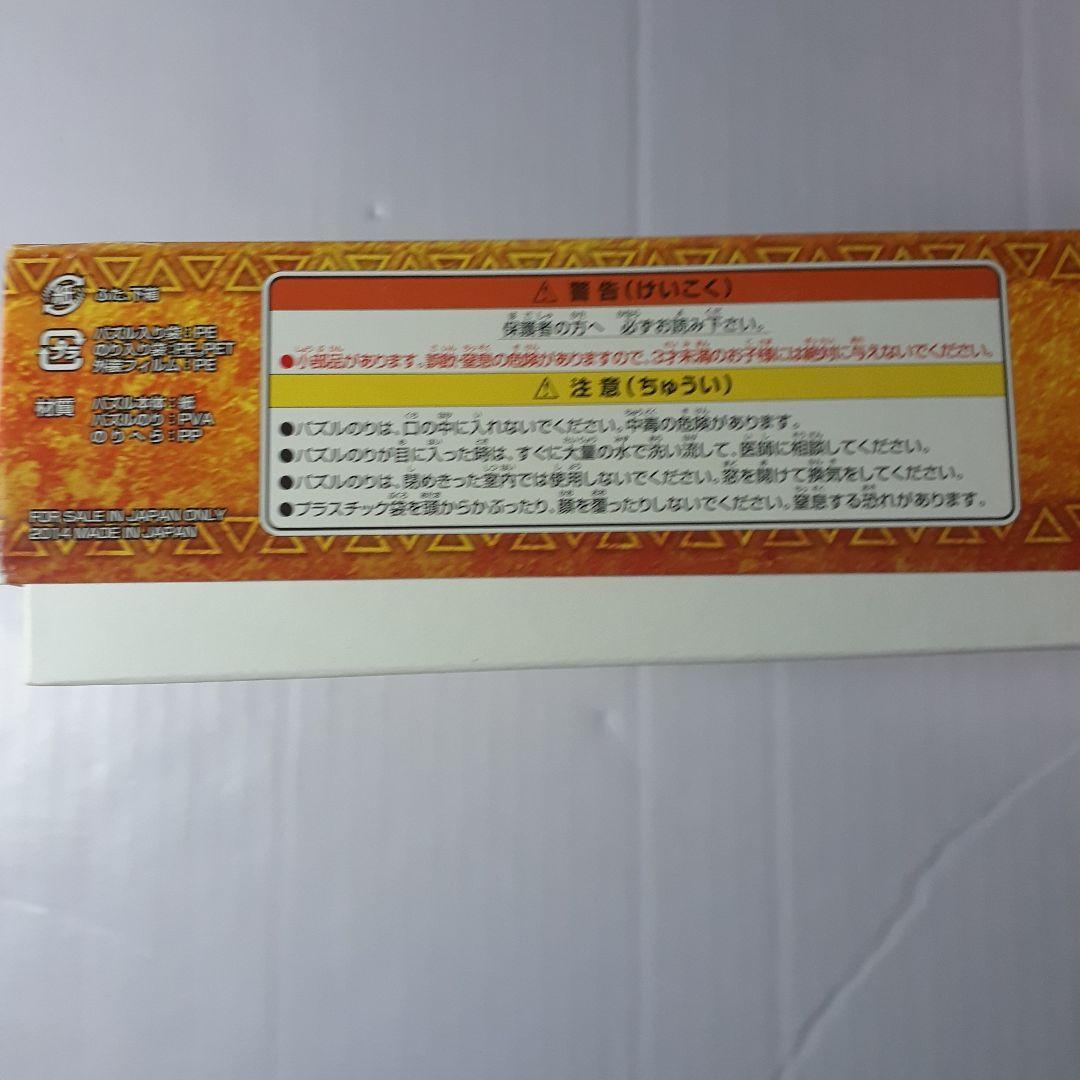 紙 ふた、下箱
プラ パズル入り袋：PE
のり入り袋：PE、PET
外装フィルム：PE
材質 パズル本体：紙
パズルのり：PVA
のりへら：PP
FOR SALE IN JAPAN ONLY
2014 MADE IN JAPAN
警告（けいこく）
保護者の方へ 必ずお読み下さい。
●小部品があります。誤飲・窒息の危険がありますので、3才未満のお子様には絶対に与えないでください。
注意（ちゅうい）
●パズルのりは、口の中に入れないでください。中毒の危険があります。
●パズルのりが目に入った時は、すぐに大量の水で洗い流して、医師に相談してください。
●パズルのりは、閉めきった室内では使用しないでください。窓を開けて換気をしてください。
●プラスチック袋を頭からかぶったり、顔を覆ったりしないでください。窒息する恐れがあります。